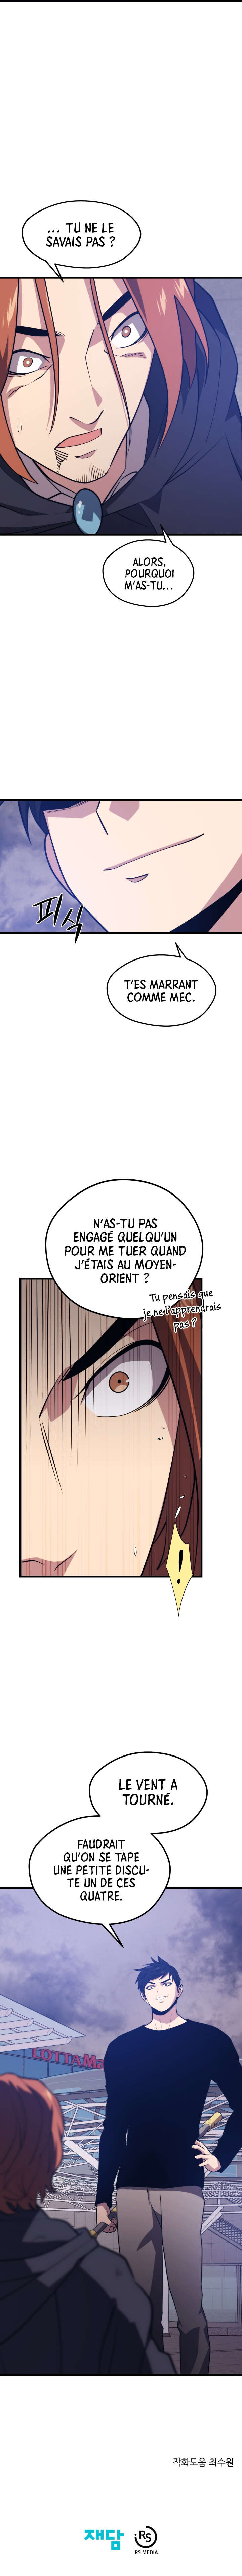 ... TU NE LE
SAVAIS PAS ?
ALORS,
POURQUOI
M'AS-TU...
피식
T'ES MARRANT
COMME MEC.
N'AS-TU PAS
ENGAGÉ QUELQU'UN
POUR ME TUER QUAND
J'ÉTAIS AU MOYEN-
ORIENT ?
Tu pensais que
je ne l'apprendrais
pas ?
!
LE VENT A
TOURNÉ.
FAUDRAIT
QU'ON SE TAPE
UNE PETITE DISCU-
TE UN DE CES
QUATRE.
LOTTAMa
작화도움 최수원
재담
RS
RS MEDIA